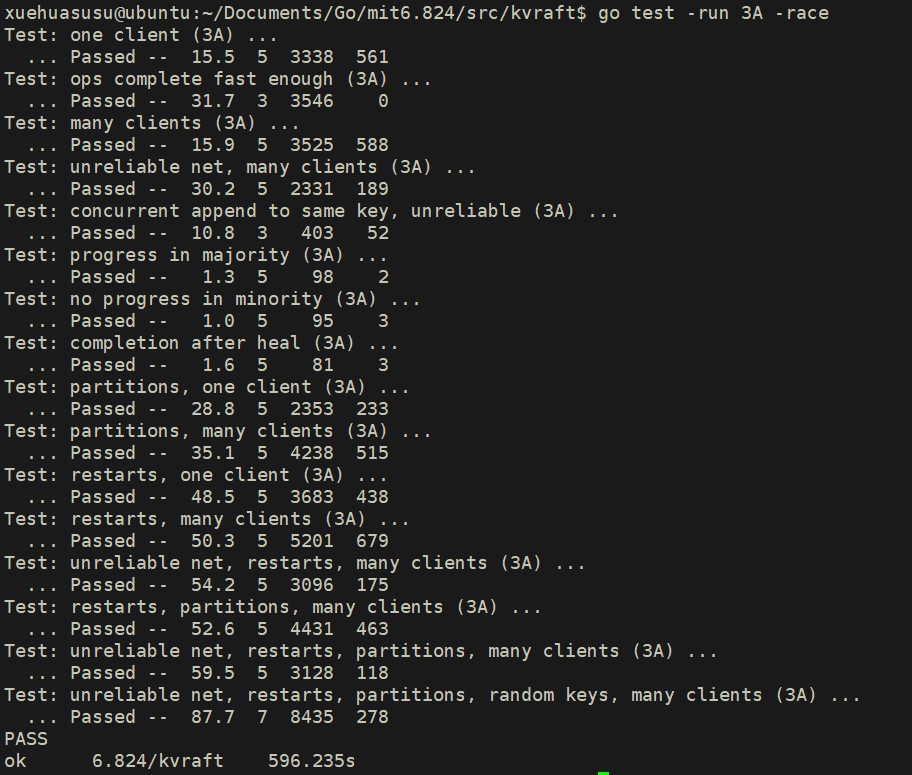 xuehuasusu@ubuntu:~/Documents/Go/mit6.824/src/kvraft$ go test -run 3A -race
Test: one client (3A) ...
  ... Passed --  15.5  5  3338  561
Test: ops complete fast enough (3A) ...
  ... Passed --  31.7  3  3546    0
Test: many clients (3A) ...
  ... Passed --  15.9  5  3525  588
Test: unreliable net, many clients (3A) ...
  ... Passed --  30.2  5  2331  189
Test: concurrent append to same key, unreliable (3A) ...
  ... Passed --  10.8  3   403   52
Test: progress in majority (3A) ...
  ... Passed --   1.3  5    98    2
Test: no progress in minority (3A) ...
  ... Passed --   1.0  5    95    3
Test: completion after heal (3A) ...
  ... Passed --   1.6  5    81    3
Test: partitions, one client (3A) ...
  ... Passed --  28.8  5  2353  233
Test: partitions, many clients (3A) ...
  ... Passed --  35.1  5  4238  515
Test: restarts, one client (3A) ...
  ... Passed --  48.5  5  3683  438
Test: restarts, many clients (3A) ...
  ... Passed --  50.3  5  5201  679
Test: unreliable net, restarts, many clients (3A) ...
  ... Passed --  54.2  5  3096  175
Test: restarts, partitions, many clients (3A) ...
  ... Passed --  52.6  5  4431  463
Test: unreliable net, restarts, partitions, many clients (3A) ...
  ... Passed --  59.5  5  3128  118
Test: unreliable net, restarts, partitions, random keys, many clients (3A) ...
  ... Passed --  87.7  7  8435  278
PASS
ok      6.824/kvraft    596.235s